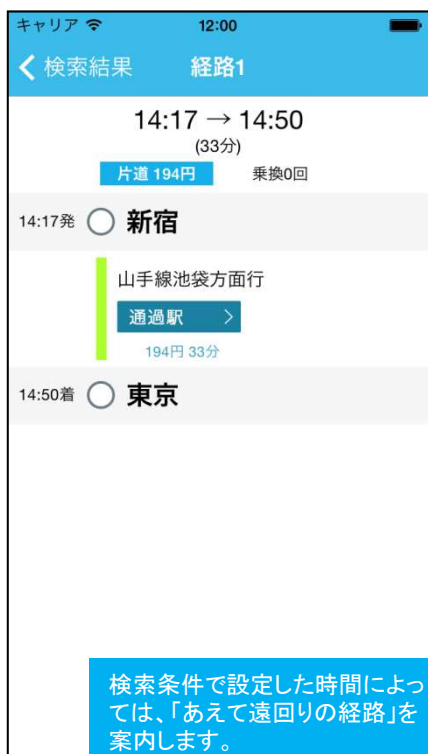 キャリア 12:00
検索結果 経路1
14:17 → 14:50
(33分)
片道 194円 乗換0回
14:17発 新宿
山手線池袋方面行
通過駅
194円 33分
14:50着 東京
検索条件で設定した時間によっ
ては、「あえて遠回りの経路」を
案内します。